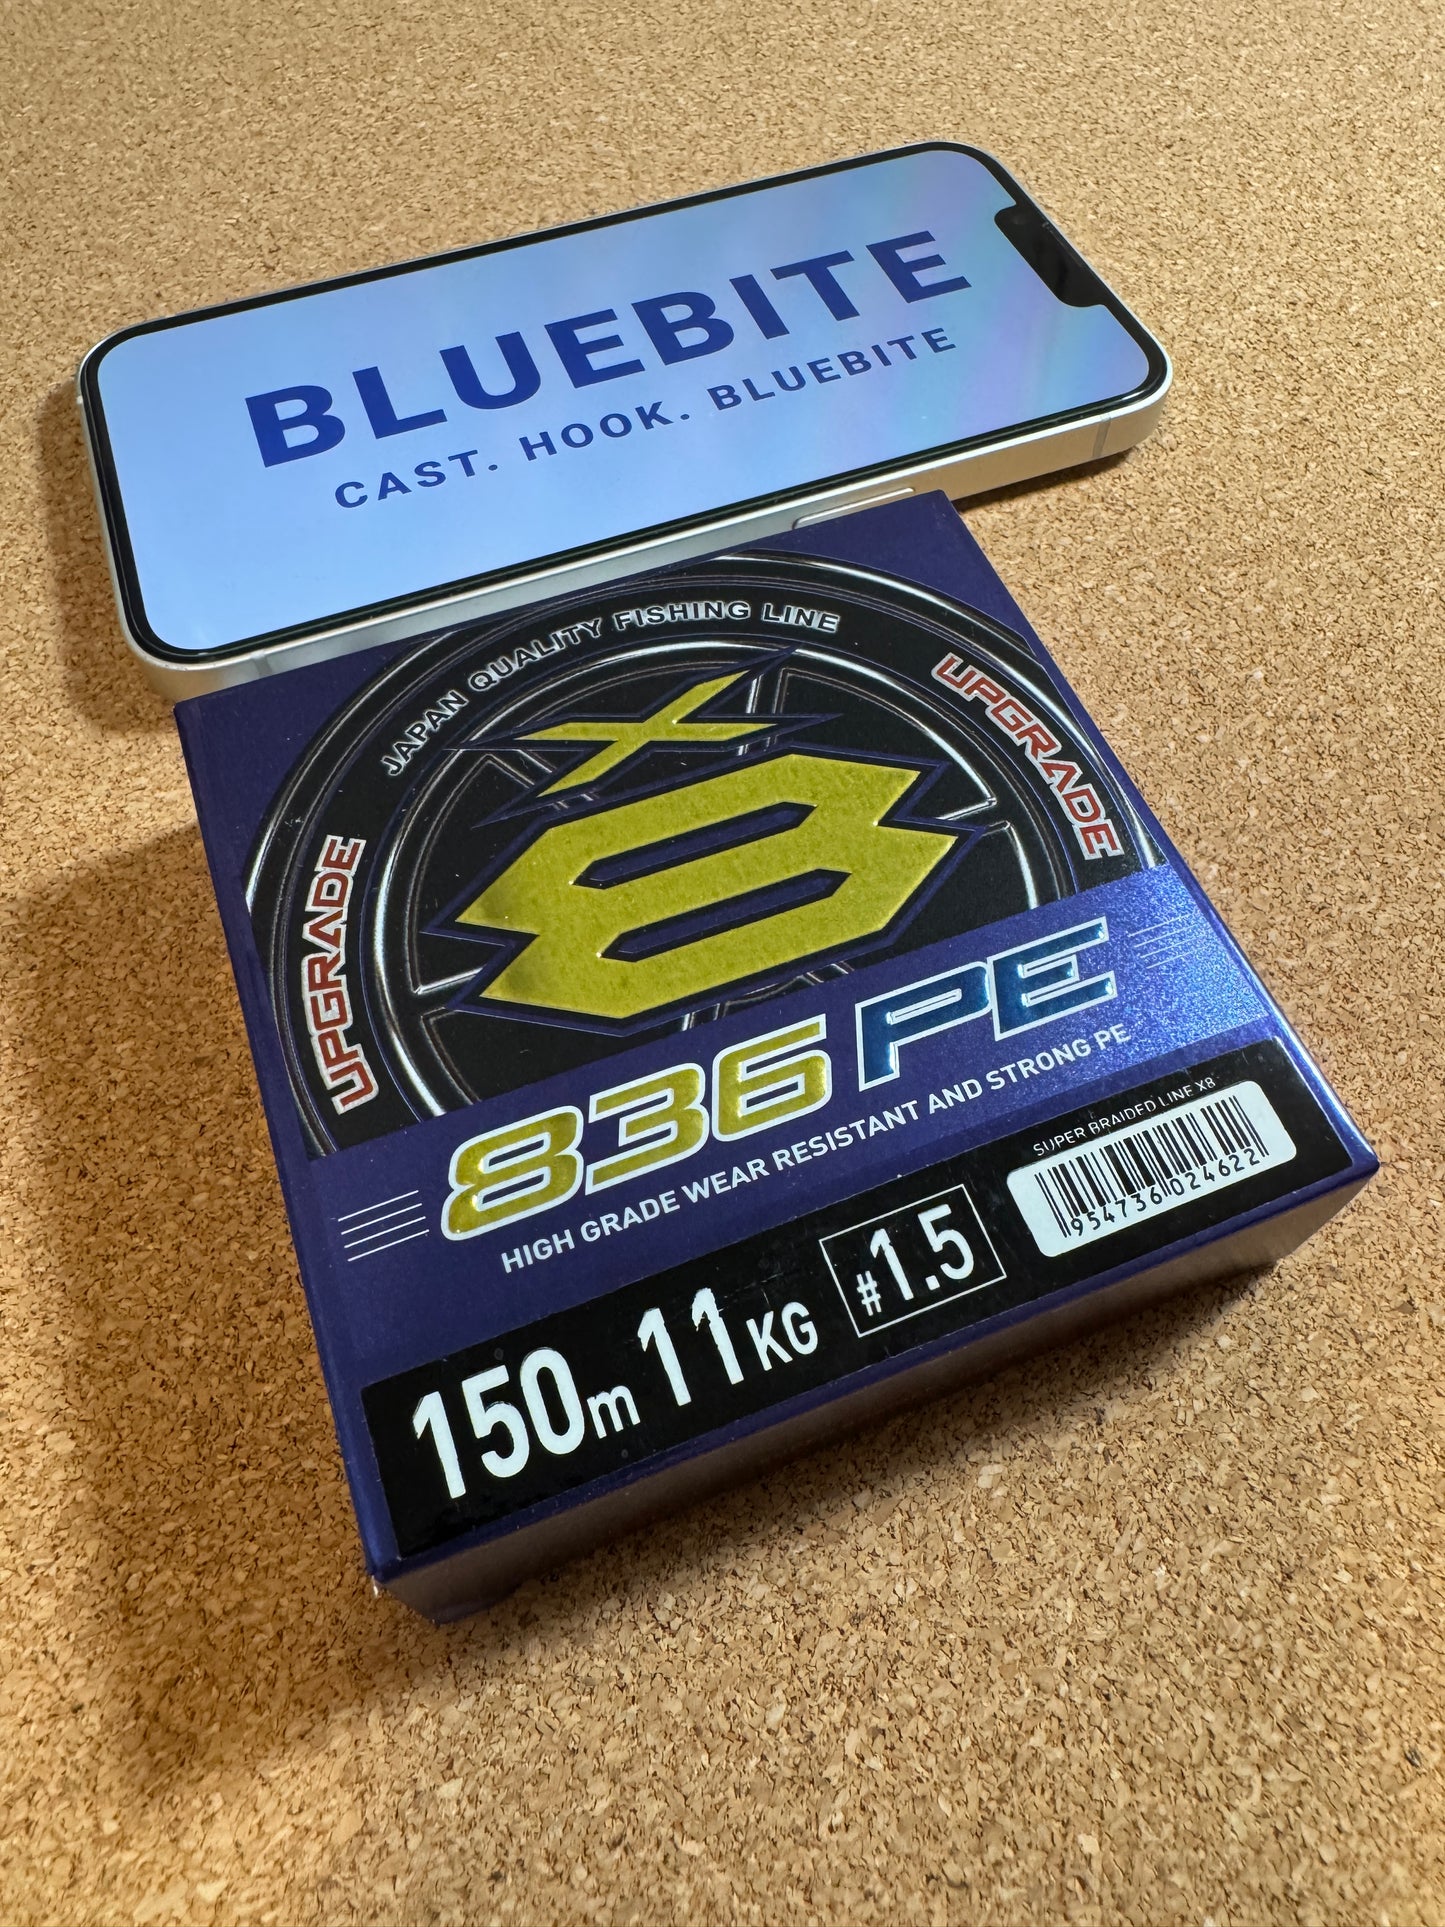 BLUEBITE
CAST. HOOK. BLUEBITE
JAPAN QUALITY FISHING LINE
UPGRADE
UPGRADE
X8
836 PE
HIGH GRADE WEAR RESISTANT AND STRONG PE
SUPER BRAIDED LINE X8
954736024622
150m 11KG #1.5